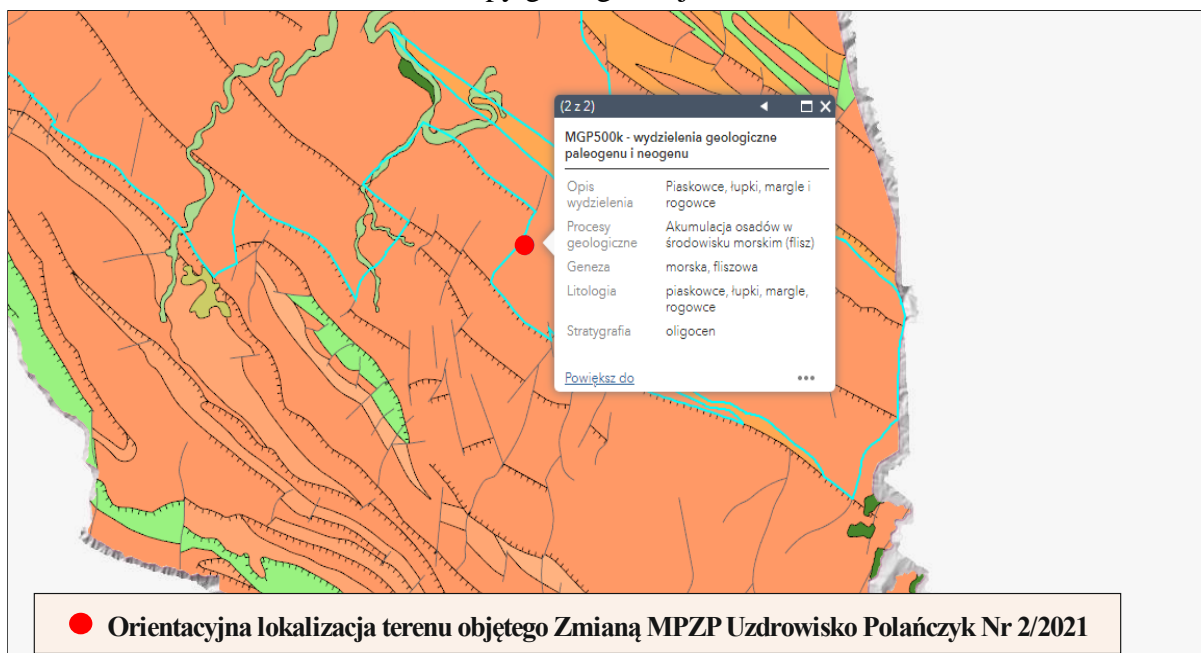 (2 z 2)
MGP500k - wydzielenia geologiczne
paleogenu i neogenu
Opis wydzielenia Piaskowce, łupki, margle i rogowce
Procesy geologiczne Akumulacja osadów w środowisku morskim (flisz)
Geneza morska, fliszowa
Litologia piaskowce, łupki, margle, rogowce
Stratygrafia oligocen
Powiększ do
Orientacyjna lokalizacja terenu objętego Zmianą MPZP Uzdrowisko Polańczyk Nr 2/2021